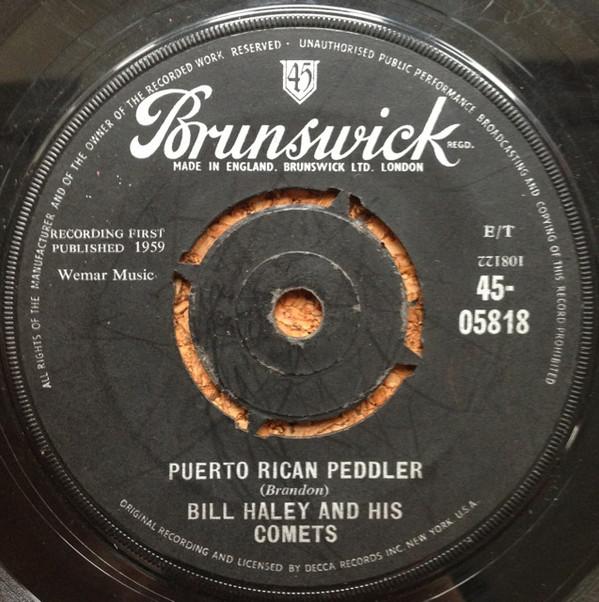 ALL RIGHTS OF THE MANUFACTURER AND OF THE OWNER OF THE RECORDED WORK RESERVED · UNAUTHORISED PUBLIC PERFORMANCE BROADCASTING AND COPYING OF THIS RECORD PROHIBITED
45
Brunswick REGD.
MADE IN ENGLAND. BRUNSWICK LTD. LONDON
RECORDING FIRST
PUBLISHED 1959
Wemar Music
E/T
108122
45-
05818
PUERTO RICAN PEDDLER
(Brandon)
BILL HALEY AND HIS
COMETS
ORIGINAL RECORDING AND LICENSED BY DECCA RECORDS INC. NEW YORK. U.S.A.